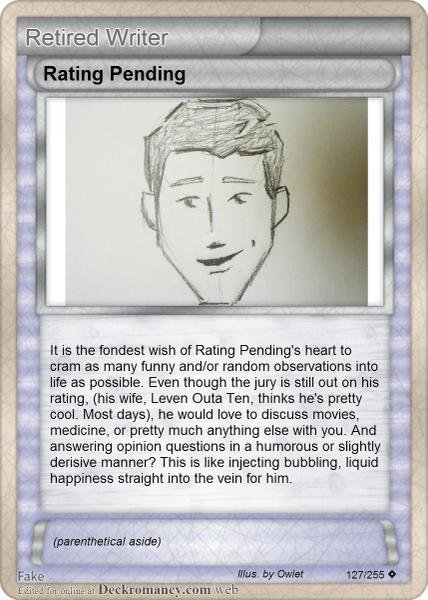 Retired Writer
Rating Pending
It is the fondest wish of Rating Pending's heart to
cram as many funny and/or random observations into
life as possible. Even though the jury is still out on his
rating, (his wife, Leven Outa Ten, thinks he's pretty
cool. Most days), he would love to discuss movies,
medicine, or pretty much anything else with you. And
answering opinion questions in a humorous or slightly
derisive manner? This is like injecting bubbling, liquid
happiness straight into the vein for him.
(parenthetical aside)
Fake Illus. by Owlet 127/255
Edited for online at Deckromancy.com web